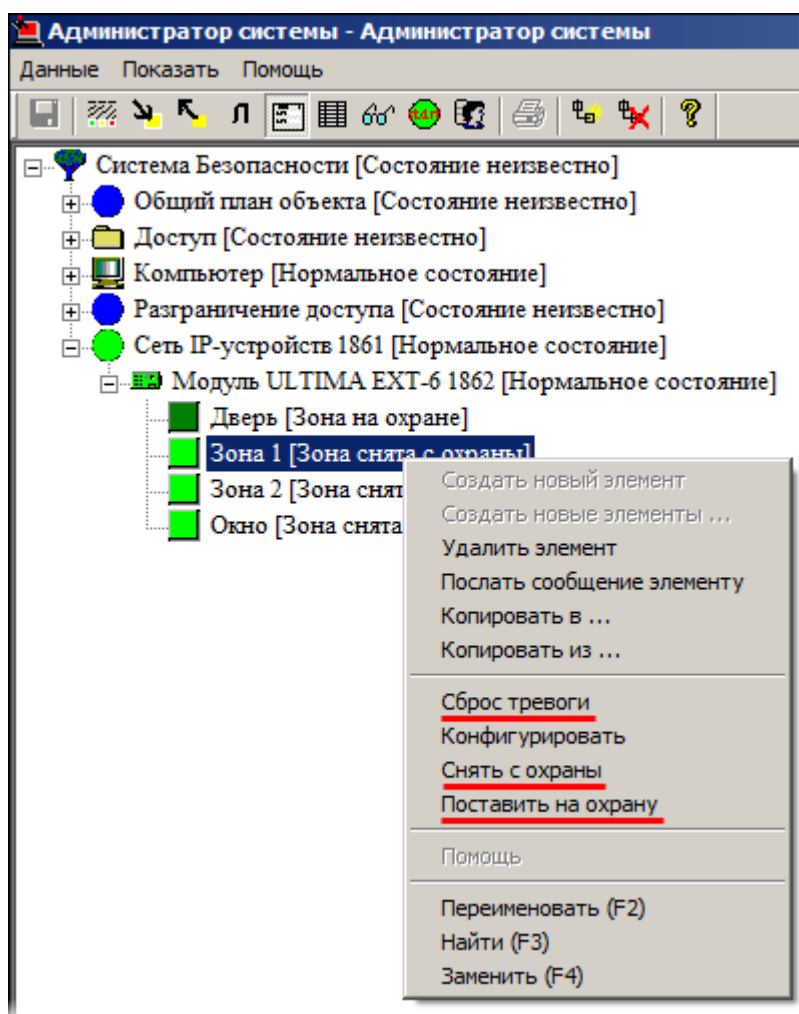 Администратор системы - Администратор системы
Данные Показать Помощь
Л t4n ?
Система Безопасности [Состояние неизвестно]
Общий план объекта [Состояние неизвестно]
Доступ [Состояние неизвестно]
Компьютер [Нормальное состояние]
Разграничение доступа [Состояние неизвестно]
Сеть IP-устройств 1861 [Нормальное состояние]
Модуль ULTIMA EXT-6 1862 [Нормальное состояние]
Дверь [Зона на охране]
Зона 1 [Зона снята с охраны]
Зона 2 [Зона снят
Окно [Зона снята
Создать новый элемент
Создать новые элементы ...
Удалить элемент
Послать сообщение элементу
Копировать в ...
Копировать из ...
Сброс тревоги
Конфигурировать
Снять с охраны
Поставить на охрану
Помощь
Переименовать (F2)
Найти (F3)
Заменить (F4)